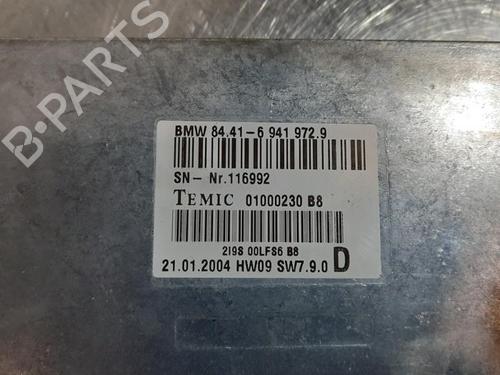 BMW 84.41-6 941 972.9
SN- Nr.116992
TEMIC 01000230 B8
2I9S 00LFS6 B8
21.01.2004 HW09 SW7.9.0 D
B-PARTS